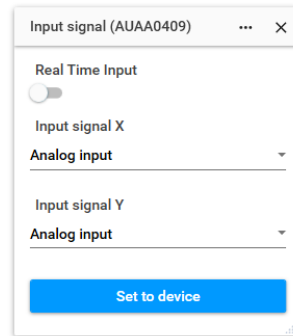 Input signal (AUAA0409)
Real Time Input
Input signal X
Analog input
Input signal Y
Analog input
Set to device